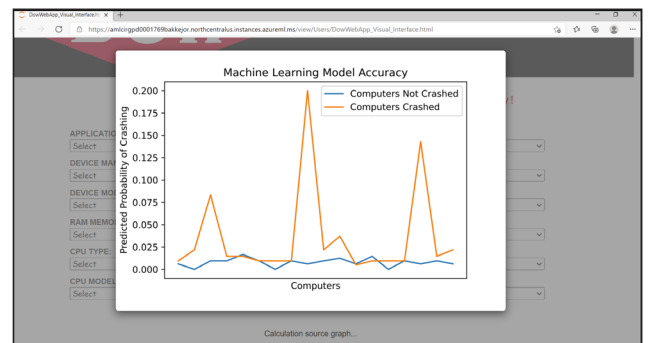 DowWebApp_Visual_Interface.ht
https://amlcirgpd0001769bakkejor.northcentralus.instances.azureml.ms/view/Users/DowWebApp_Visual_Interface.html
Machine Learning Model Accuracy
Computers Not Crashed
Computers Crashed
Predicted Probability of Crashing
0.200
0.175
0.150
0.125
0.100
0.075
0.050
0.025
0.000
Computers
y!
APPLICATIO
Select
DEVICE MAN
Select
DEVICE MOD
Select
RAM MEMO
Select
CPU TYPE:
Select
CPU MODEL
Select
Calculation source graph...